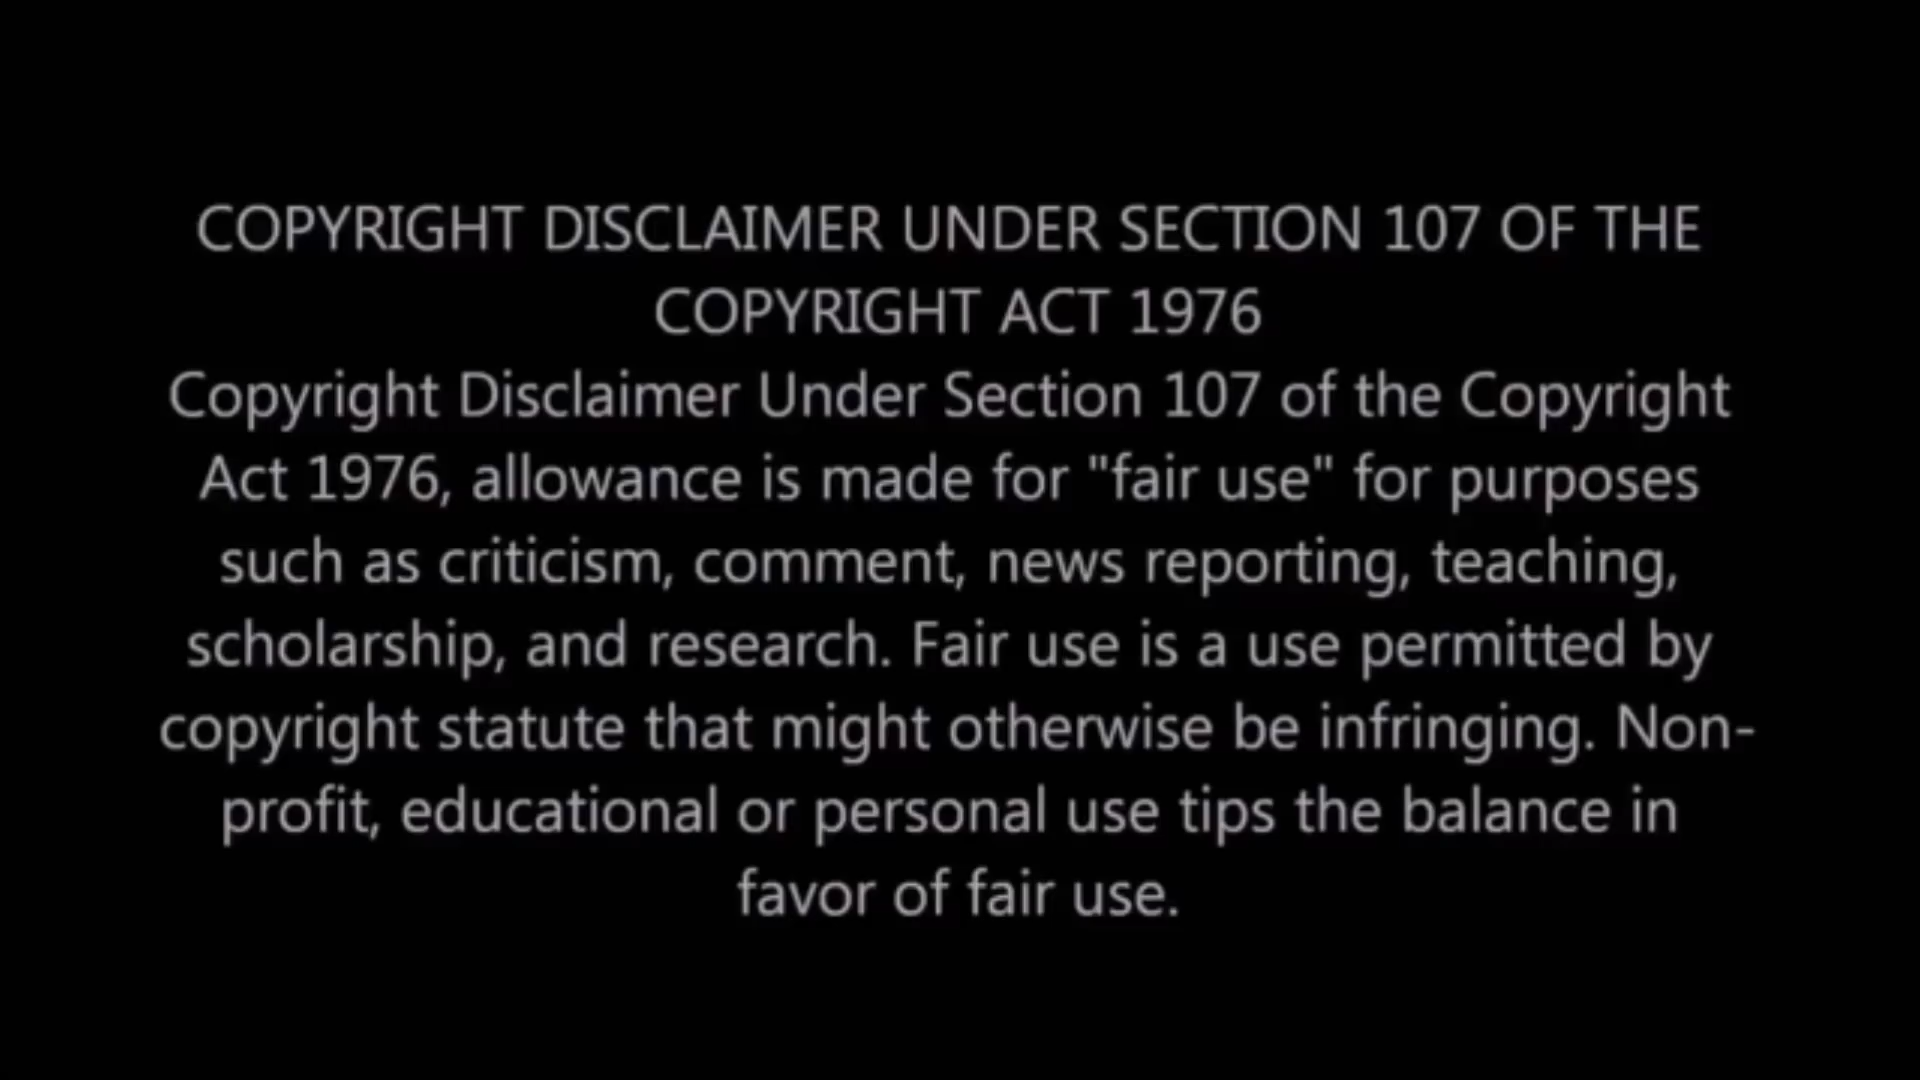 COPYRIGHT DISCLAIMER UNDER SECTION 107 OF THE
COPYRIGHT ACT 1976
Copyright Disclaimer Under Section 107 of the Copyright
Act 1976, allowance is made for "fair use" for purposes
such as criticism, comment, news reporting, teaching,
scholarship, and research. Fair use is a use permitted by
copyright statute that might otherwise be infringing. Non-
profit, educational or personal use tips the balance in
favor of fair use.